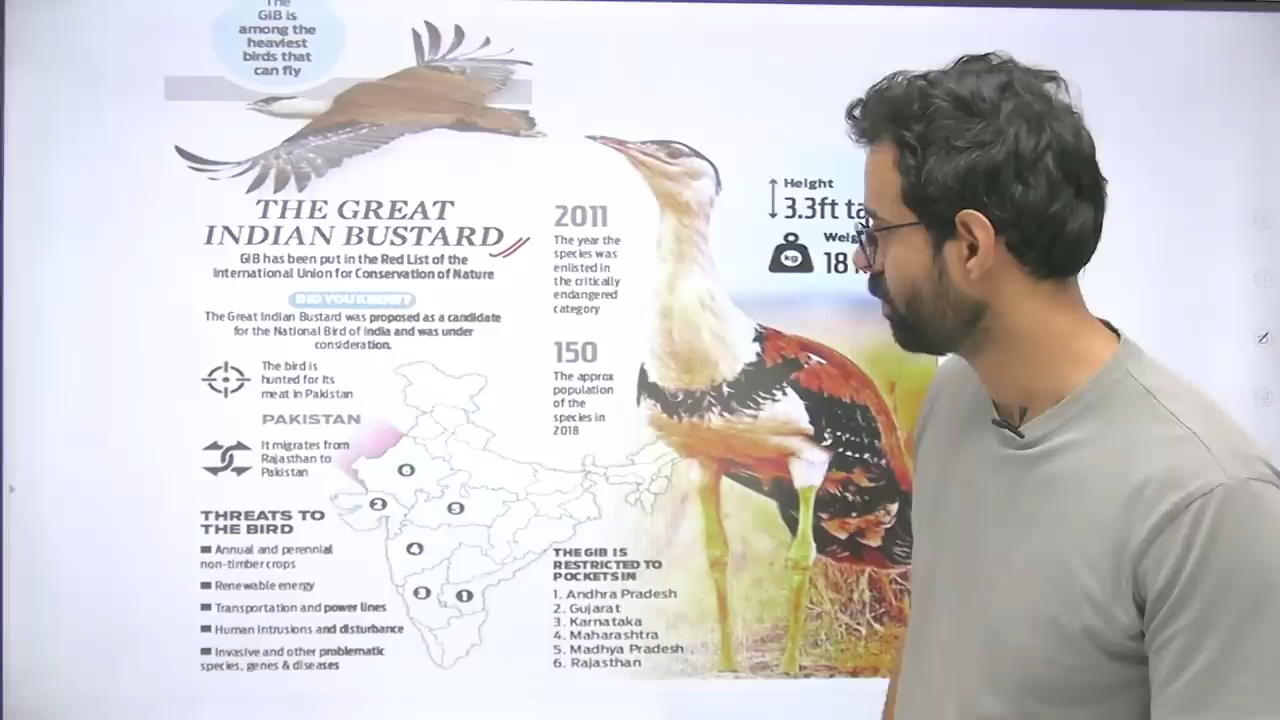 The
GIB is
among the
heaviest
birds that
can fly
THE GREAT
INDIAN BUSTARD
GIB has been put in the Red List of the
International Union for Conservation of Nature
DID YOU KNOW?
The Great Indian Bustard was proposed as a candidate
for the National Bird of India and was under
consideration.
The bird is
hunted for its
meat in Pakistan
PAKISTAN
It migrates from
Rajasthan to
Pakistan
THREATS TO
THE BIRD
Annual and perennial
non-timber crops
Renewable energy
Transportation and power lines
Human Intrusions and disturbance
Invasive and other problematic
species, genes & diseases
6
2
5
4
3
1
2011
The year the
species was
enlisted in
the critically
endangered
category
150
The approx
population
of the
species in
2018
THE GIB IS
RESTRICTED TO
POCKETS IN
1. Andhra Pradesh
2. Gujarat
3. Karnataka
4. Maharashtra
5. Madhya Pradesh
6. Rajasthan
Height
3.3ft
kg
18